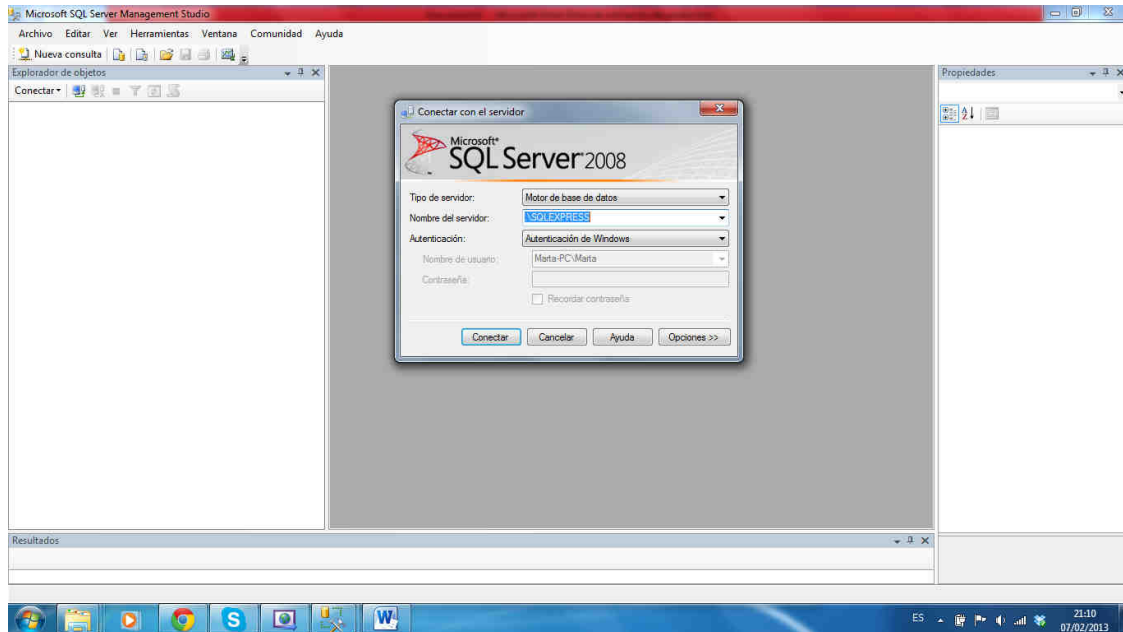 Microsoft SQL Server Management Studio
Archivo Editar Ver Herramientas Ventana Comunidad Ayuda
Nueva consulta
Explorador de objetos
Propiedades
Conectar
Conectar con el servidor
Microsoft®
SQL Server 2008
Tipo de servidor: Motor de base de datos
Nombre del servidor: .\SQLEXPRESS
Autenticación: Autenticación de Windows
Nombre de usuario: Marta-PC\Marta
Contraseña:
Recordar contraseña
Conectar Cancelar Ayuda Opciones >>
Resultados
ES 21:10
07/02/2013